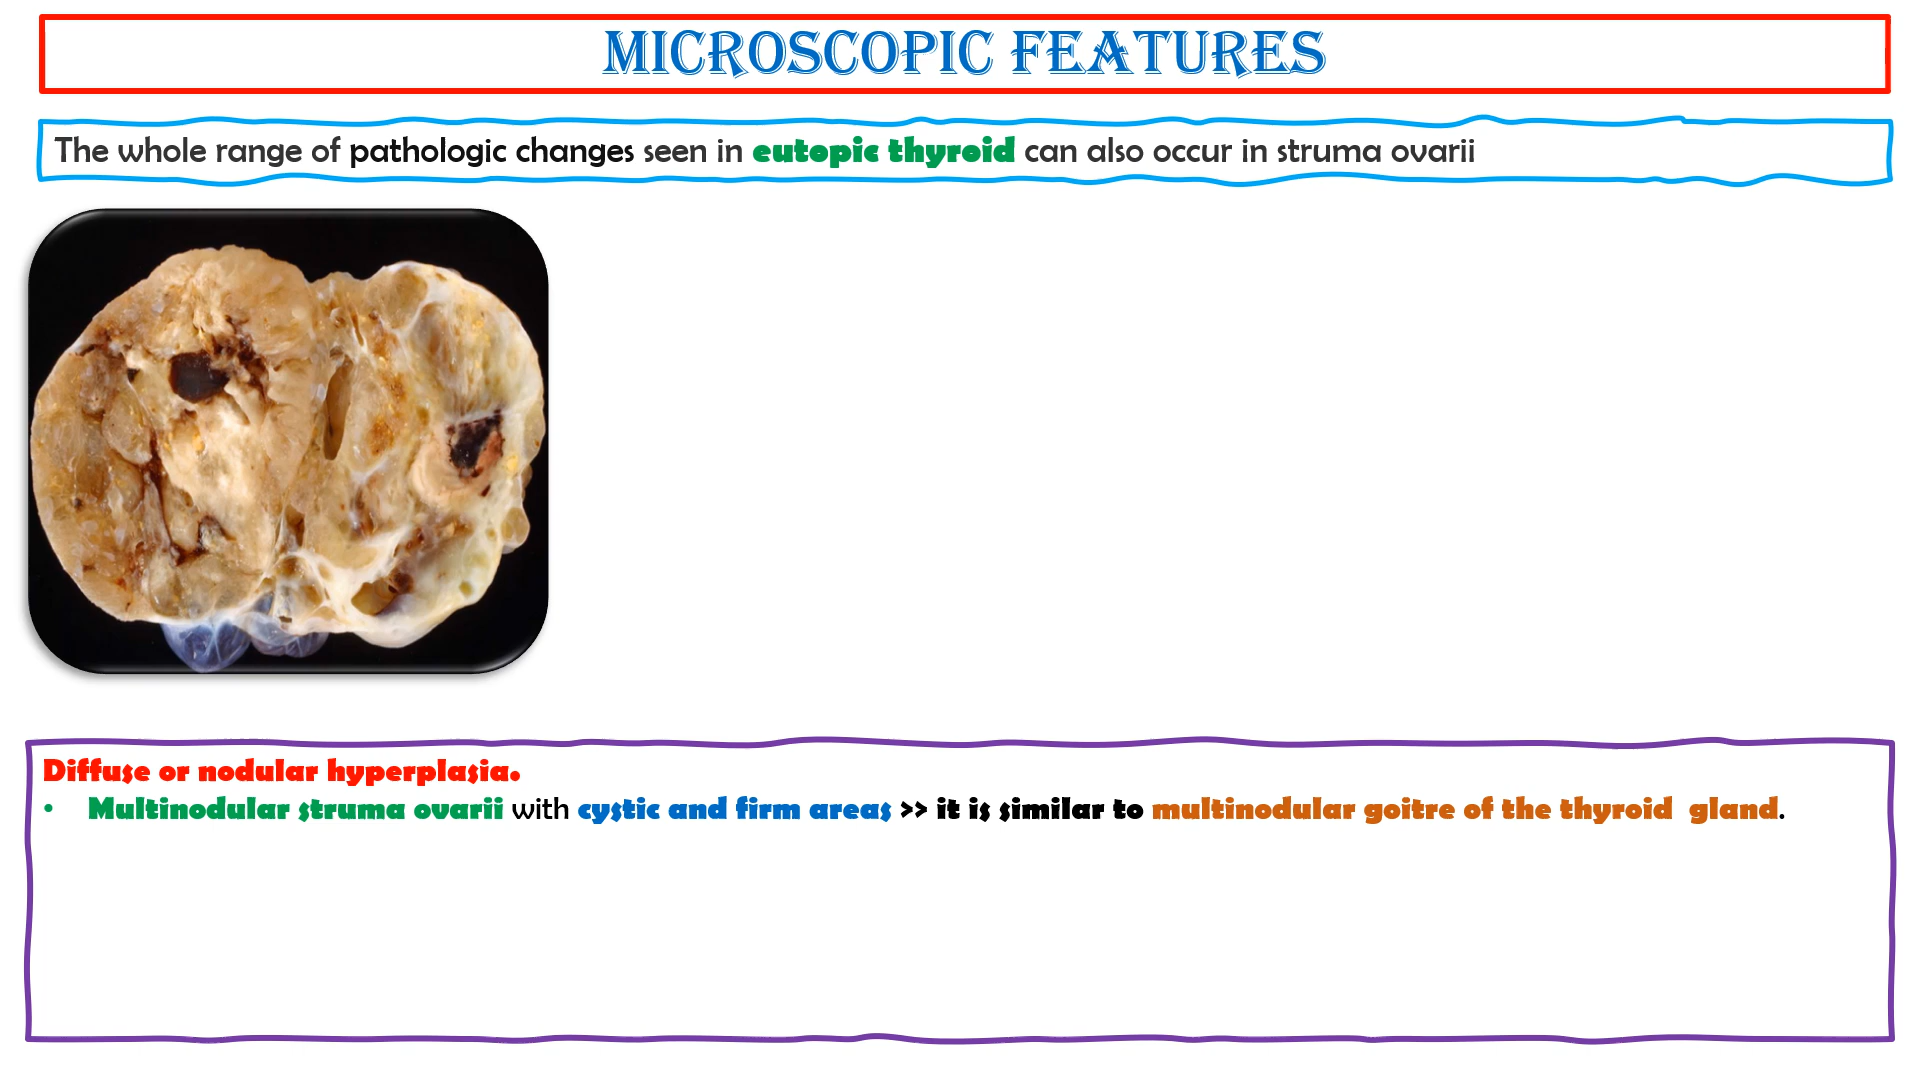 MICROSCOPIC FEATURES
The whole range of pathologic changes seen in eutopic thyroid can also occur in struma ovarii
Diffuse or nodular hyperplasia.
• Multinodular struma ovarii with cystic and firm areas >> it is similar to multinodular goitre of the thyroid gland.